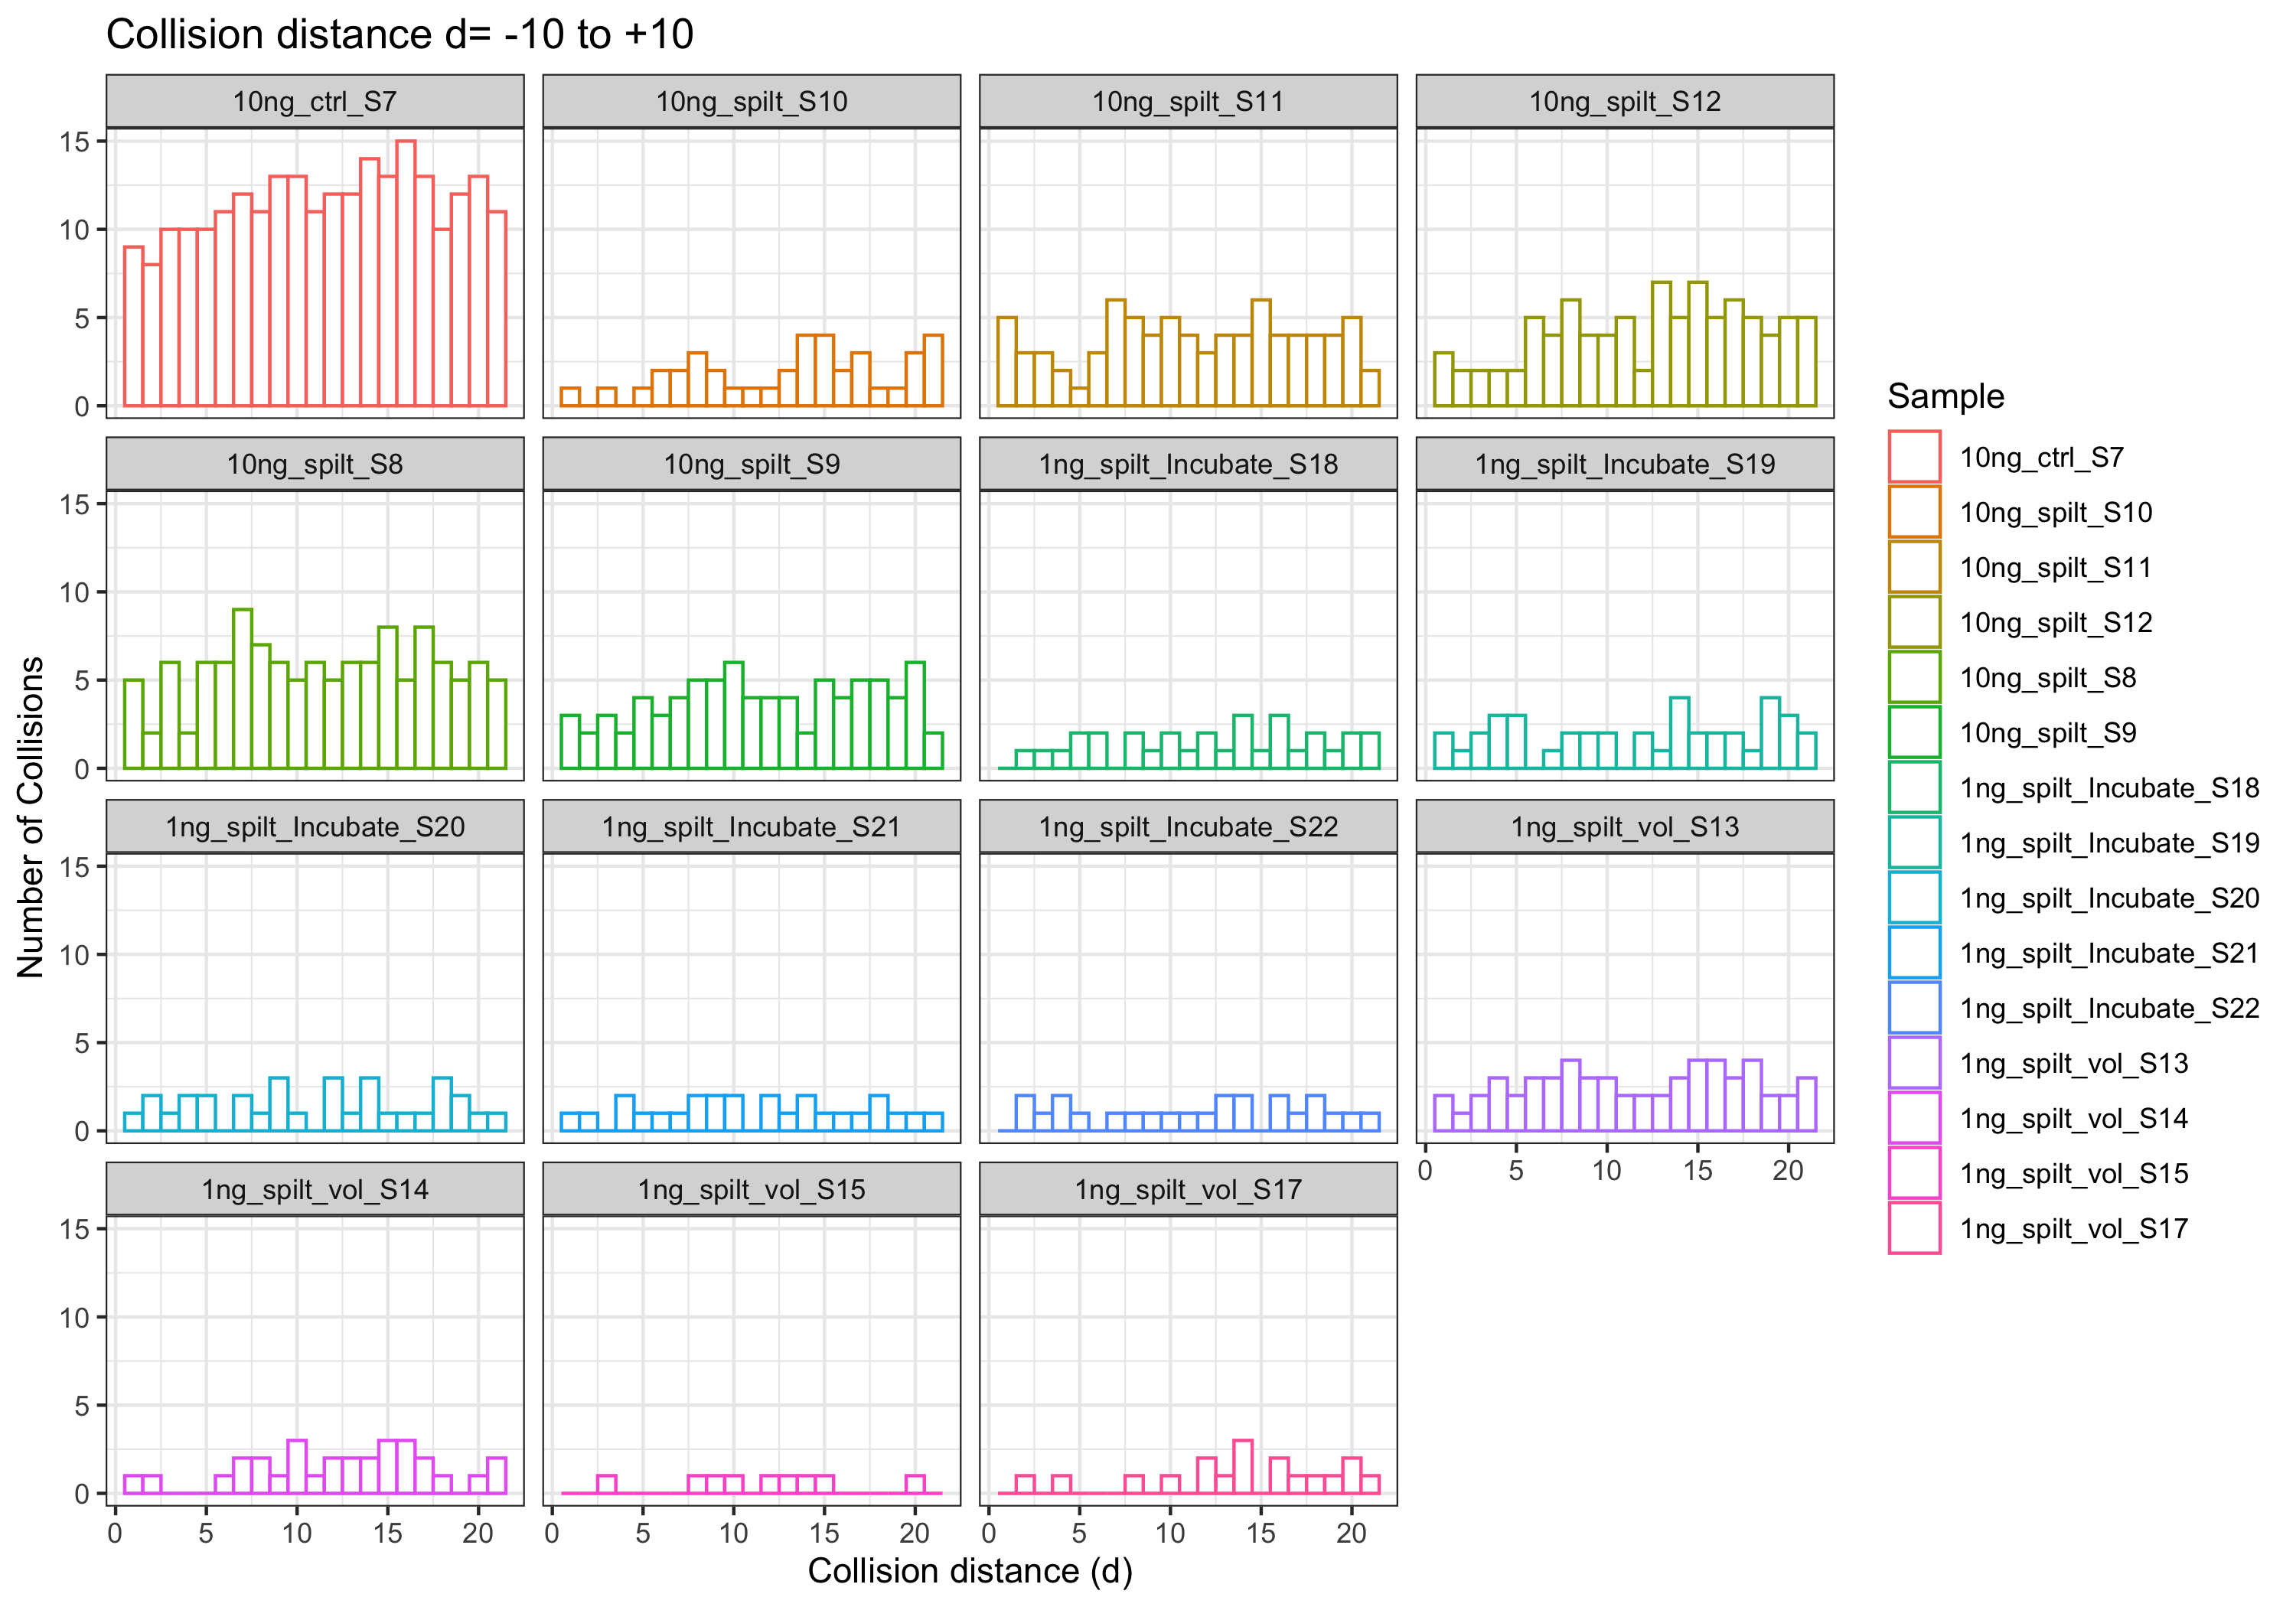 Collision distance d= -10 to +10
10ng_ctrl_S7
10ng_spilt_S10
10ng_spilt_S11
10ng_spilt_S12
15
10
5
0
10ng_spilt_S8
10ng_spilt_S9
1ng_spilt_Incubate_S18
1ng_spilt_Incubate_S19
15
10
5
0
1ng_spilt_Incubate_S20
1ng_spilt_Incubate_S21
1ng_spilt_Incubate_S22
1ng_spilt_vol_S13
15
10
5
0
0 5 10 15 20
1ng_spilt_vol_S14
1ng_spilt_vol_S15
1ng_spilt_vol_S17
15
10
5
0
0 5 10 15 20
0 5 10 15 20
0 5 10 15 20
Collision distance (d)
Number of Collisions
Sample
10ng_ctrl_S7
10ng_spilt_S10
10ng_spilt_S11
10ng_spilt_S12
10ng_spilt_S8
10ng_spilt_S9
1ng_spilt_Incubate_S18
1ng_spilt_Incubate_S19
1ng_spilt_Incubate_S20
1ng_spilt_Incubate_S21
1ng_spilt_Incubate_S22
1ng_spilt_vol_S13
1ng_spilt_vol_S14
1ng_spilt_vol_S15
1ng_spilt_vol_S17